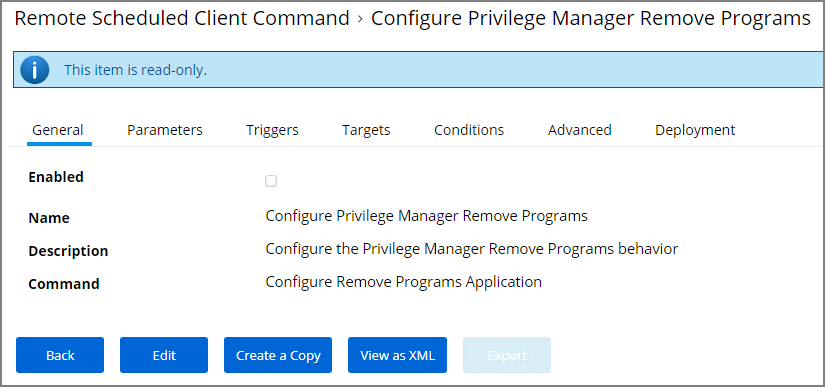 Remote Scheduled Client Command › Configure Privilege Manager Remove Programs
i This item is read-only.
General Parameters Triggers Targets Conditions Advanced Deployment
Enabled
Name Configure Privilege Manager Remove Programs
Description Configure the Privilege Manager Remove Programs behavior
Command Configure Remove Programs Application
Back Edit Create a Copy View as XML Export